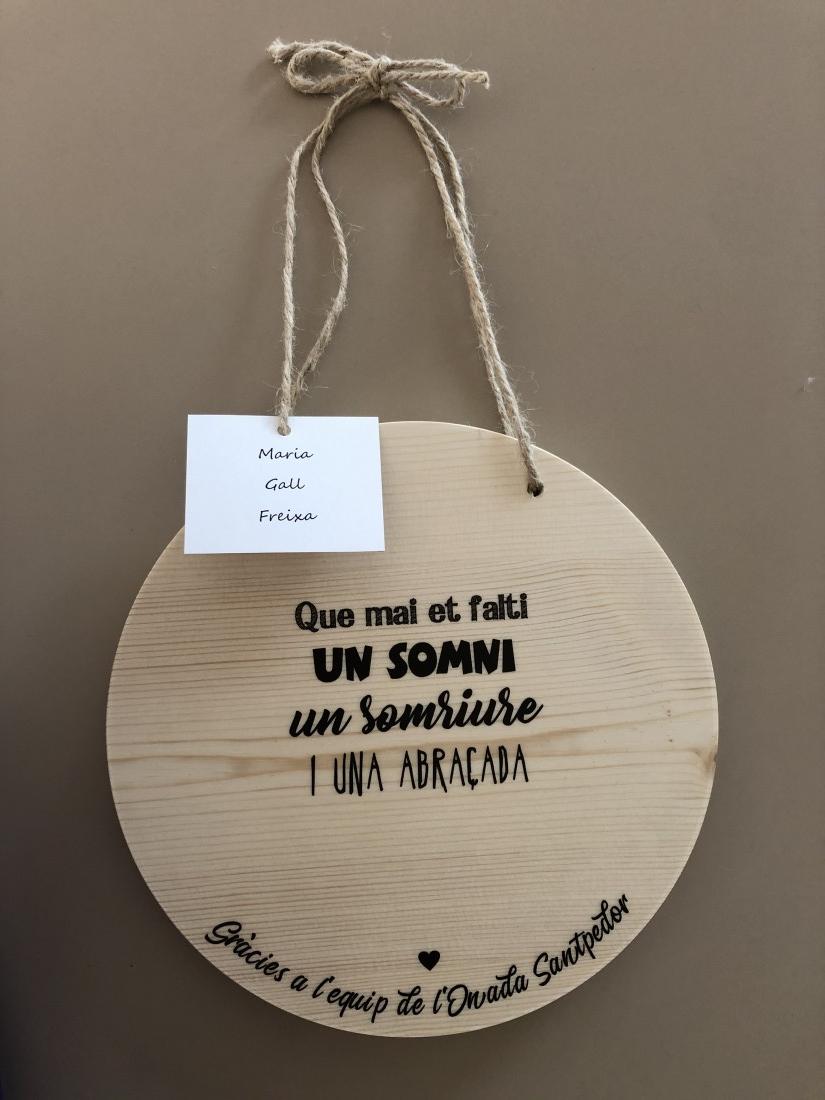 Maria
Gall
Freixa
Que mai et falti
UN SOMNI
un somriure
I UNA ABRAÇADA
Gràcies a l'equip de l'Onada Santpedor